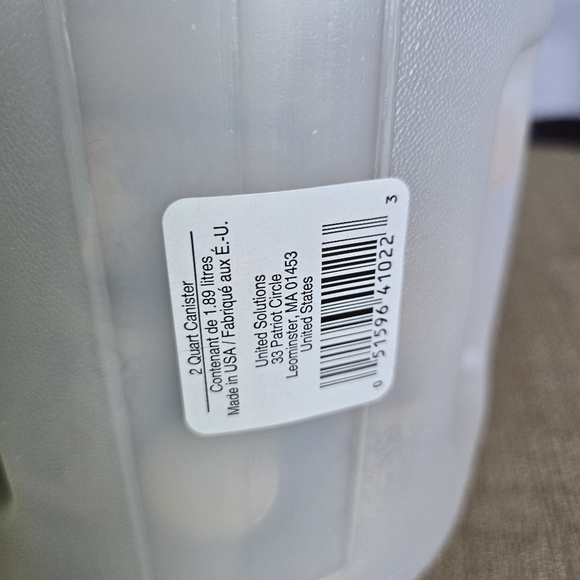 2 Quart Canister
Contenant de 1.89 litres
Made in USA / Fabriqué aux É.-U.
United Solutions
33 Patriot Circle
Leominster, MA 01453
United States
0 51596 41022 3